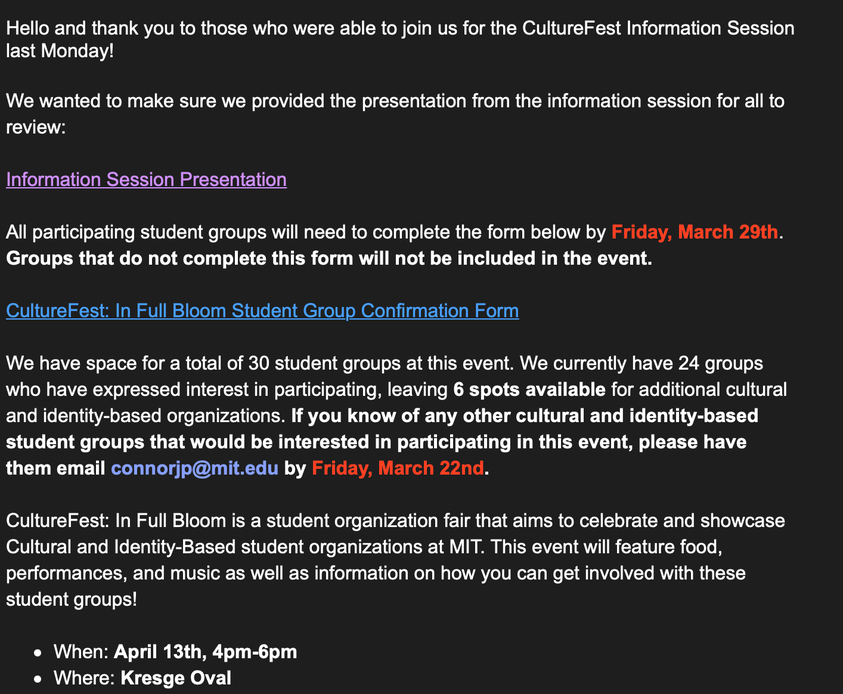 Hello and thank you to those who were able to join us for the CultureFest Information Session
last Monday!
We wanted to make sure we provided the presentation from the information session for all to
review:
Information Session Presentation
All participating student groups will need to complete the form below by Friday, March 29th.
Groups that do not complete this form will not be included in the event.
CultureFest: In Full Bloom Student Group Confirmation Form
We have space for a total of 30 student groups at this event. We currently have 24 groups
who have expressed interest in participating, leaving 6 spots available for additional cultural
and identity-based organizations. If you know of any other cultural and identity-based
student groups that would be interested in participating in this event, please have
them email connorjp@mit.edu by Friday, March 22nd.
CultureFest: In Full Bloom is a student organization fair that aims to celebrate and showcase
Cultural and Identity-Based student organizations at MIT. This event will feature food,
performances, and music as well as information on how you can get involved with these
student groups!
• When: April 13th, 4pm-6pm
• Where: Kresge Oval